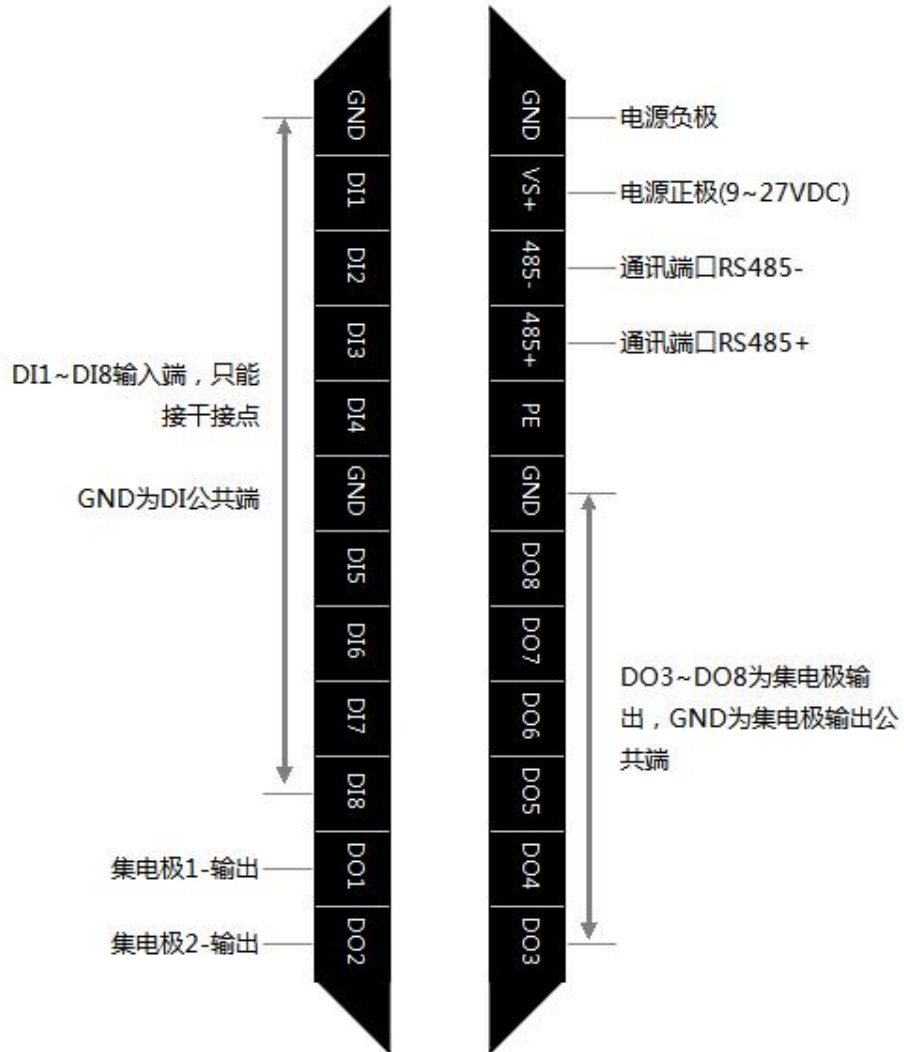 DI1~DI8输入端，只能
接干接点
GND为DI公共端
集电极1-输出
集电极2-输出
GND
DI1
DI2
DI3
DI4
GND
DI5
DI6
DI7
DI8
DO1
DO2
GND
VS+
485-
485+
PE
GND
DO8
DO7
DO6
DO5
DO4
DO3
电源负极
电源正极(9~27VDC)
通讯端口RS485-
通讯端口RS485+
DO3~DO8为集电极输
出，GND为集电极输出公
共端